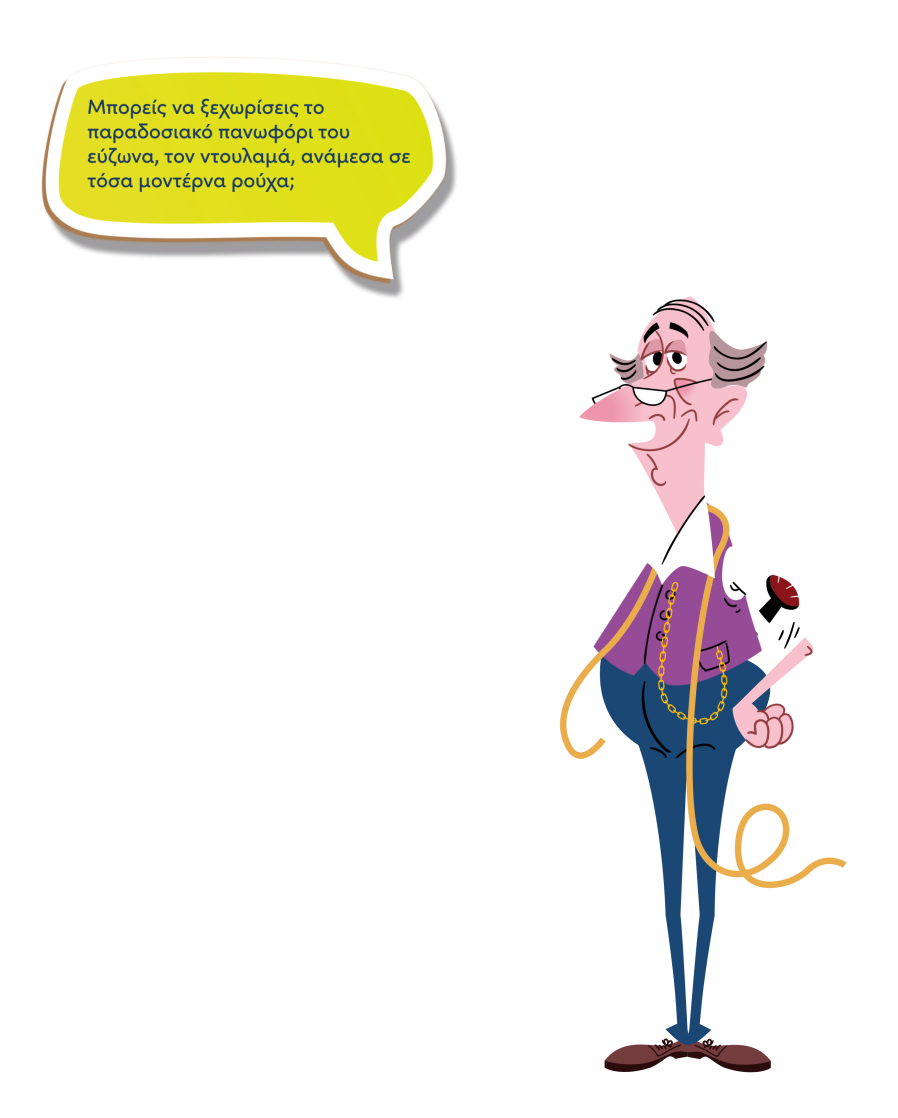 Μπορείς να ξεχωρίσεις το
παραδοσιακό πανωφόρι του
εύζωνα, τον ντουλαμά, ανάμεσα σε
τόσα μοντέρνα ρούχα;